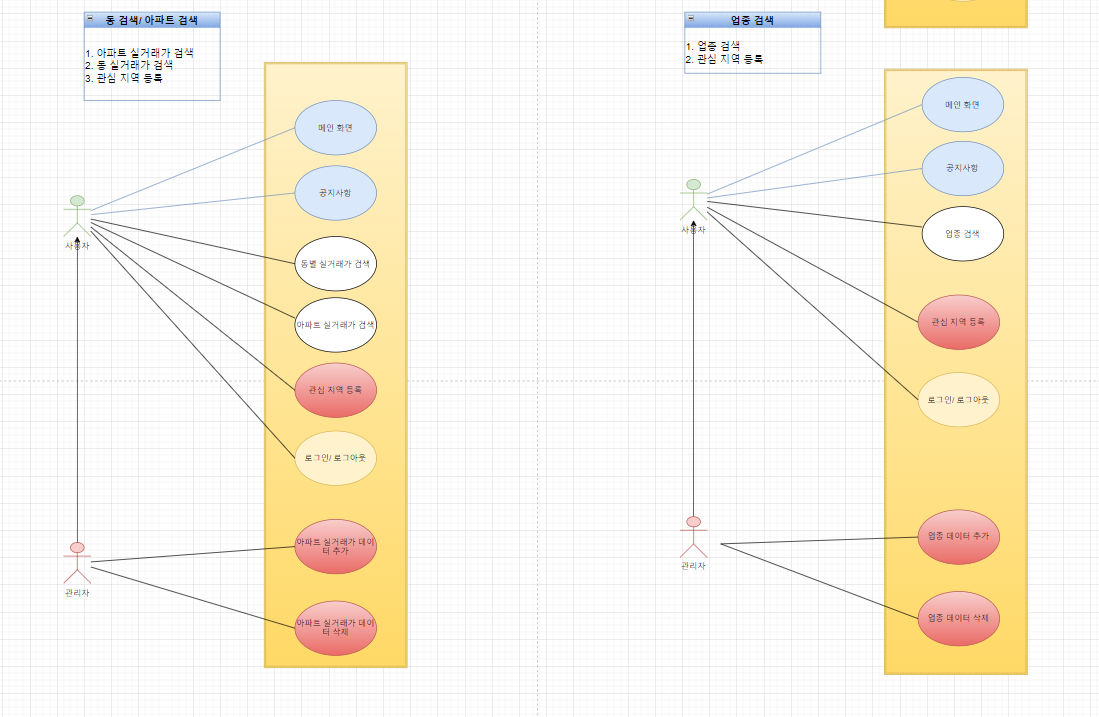 동 검색/ 아파트 검색
1. 아파트 실거래가 검색
2. 동 실거래가 검색
3. 관심 지역 등록
메인 화면
공지사항
사용자
동별 실거래가 검색
아파트 실거래가 검색
관심 지역 등록
로그인/ 로그아웃
아파트 실거래가 데이
터 추가
관리자
아파트 실거래가 데이
터 삭제
업종 검색
1. 업종 검색
2. 관심 지역 등록
메인 화면
공지사항
사용자
업종 검색
관심 지역 등록
로그인/ 로그아웃
업종 데이터 추가
관리자
업종 데이터 삭제